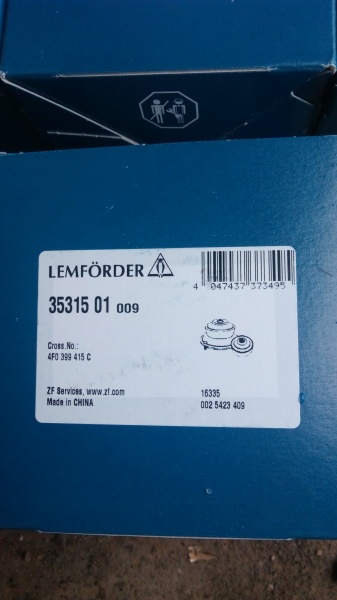 LEMFÖRDER
4 047437 373495
35315 01 009
Cross.No.:
4F0 399 415 C
ZF Services, www.zf.com
Made in CHINA
16335
002 5423 409